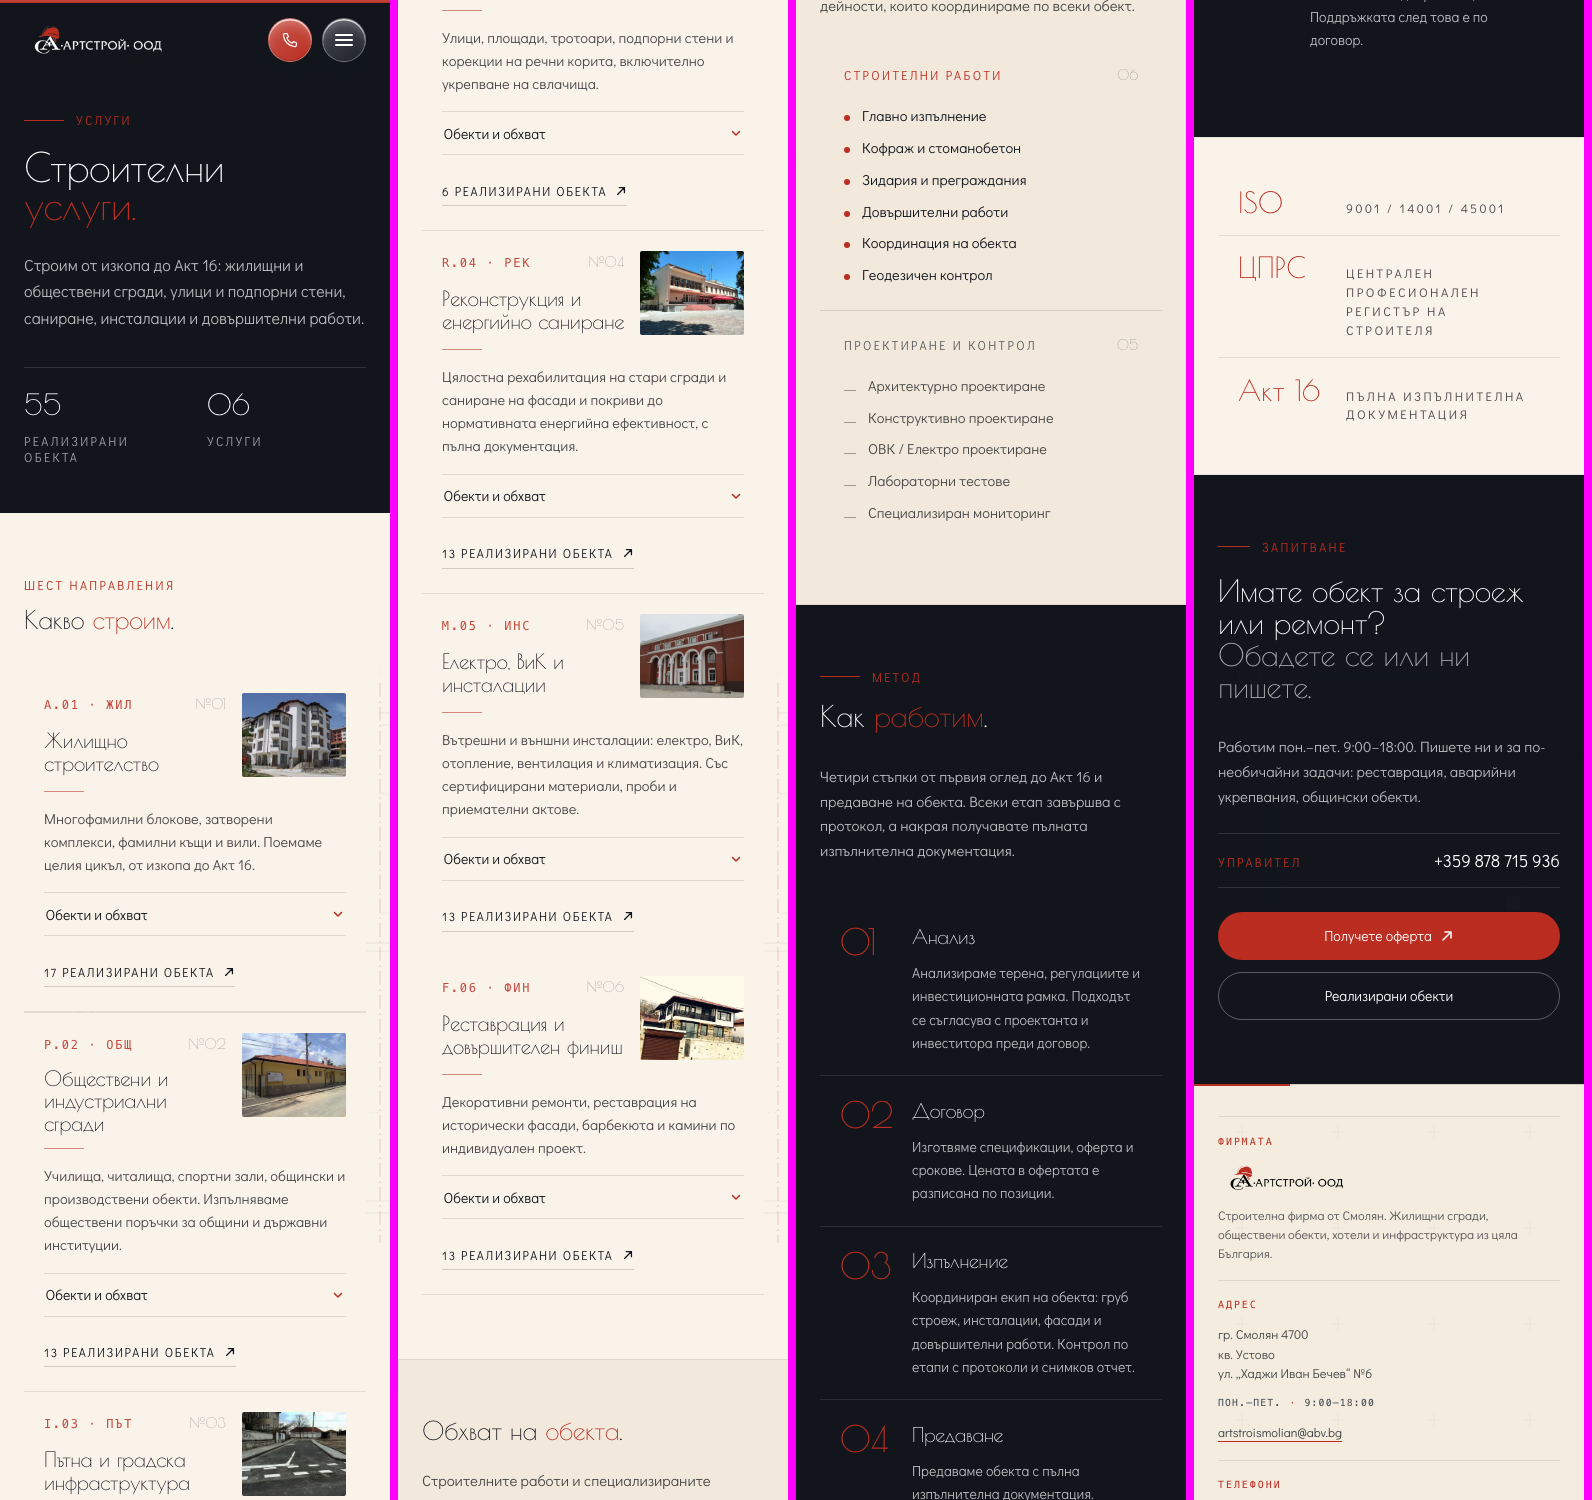 АРТСТРОЙ· ООД
УСЛУГИ
Строителни
услуги.
Строим от изкопа до Акт 16: жилищни и
обществени сгради, улици и подпорни стени,
саниране, инсталации и довършителни работи.
55
РЕАЛИЗИРАНИ
ОБЕКТА
06
УСЛУГИ
ШЕСТ НАПРАВЛЕНИЯ
Какво строим.
A.01 · ЖИЛ
№01
Жилищно
строителство
Многофамилни блокове, затворени
комплекси, фамилни къщи и вили. Поемаме
целия цикъл, от изкопа до Акт 16.
Обекти и обхват
17 РЕАЛИЗИРАНИ ОБЕКТА
P.02 · ОБЩ
№02
Обществени и
индустриални
сгради
Училища, читалища, спортни зали, общински и
производствени обекти. Изпълняваме
обществени поръчки за общини и държавни
институции.
Обекти и обхват
13 РЕАЛИЗИРАНИ ОБЕКТА
I.03 · ПЪТ
№03
Пътна и градска
инфраструктура
Улици, площади, тротоари, подпорни стени и
корекции на речни корита, включително
укрепване на свлачища.
Обекти и обхват
6 РЕАЛИЗИРАНИ ОБЕКТА
R.04 · РЕК
№04
Реконструкция и
енергийно саниране
Цялостна рехабилитация на стари сгради и
саниране на фасади и покриви до
нормативната енергийна ефективност, с
пълна документация.
Обекти и обхват
13 РЕАЛИЗИРАНИ ОБЕКТА
M.05 · ИНС
№05
Електро, ВиК и
инсталации
Вътрешни и външни инсталации: електро, ВиК,
отопление, вентилация и климатизация. Със
сертифицирани материали, проби и
приемателни актове.
Обекти и обхват
13 РЕАЛИЗИРАНИ ОБЕКТА
F.06 · ФИН
№06
Реставрация и
довършителен финиш
Декоративни ремонти, реставрация на
исторически фасади, барбекюта и камини по
индивидуален проект.
Обекти и обхват
13 РЕАЛИЗИРАНИ ОБЕКТА
Обхват на обекта.
Строителните работи и специализираните
дейности, които координираме по всеки обект.
СТРОИТЕЛНИ РАБОТИ
06
Главно изпълнение
Кофраж и стоманобетон
Зидария и преграждания
Довършителни работи
Координация на обекта
Геодезичен контрол
ПРОЕКТИРАНЕ И КОНТРОЛ
05
Архитектурно проектиране
Конструктивно проектиране
ОВК / Електро проектиране
Лабораторни тестове
Специализиран мониторинг
МЕТОД
Как работим.
Четири стъпки от първия оглед до Акт 16 и
предаване на обекта. Всеки етап завършва с
протокол, а накрая получавате пълната
изпълнителна документация.
01
Анализ
Анализираме терена, регулациите и
инвестиционната рамка. Подходът
се съгласува с проектанта и
инвеститора преди договор.
02
Договор
Изготвяме спецификации, оферта и
срокове. Цената в офертата е
разписана по позиции.
03
Изпълнение
Координиран екип на обекта: груб
строеж, инсталации, фасади и
довършителни работи. Контрол по
етапи с протоколи и снимков отчет.
04
Предаване
Предаваме обекта с пълна
изпълнителна документация.
Поддръжката след това е по
договор.
ISO
9001 / 14001 / 45001
ЦПРС
ЦЕНТРАЛЕН
ПРОФЕСИОНАЛЕН
РЕГИСТЪР НА
СТРОИТЕЛЯ
Акт 16
ПЪЛНА ИЗПЪЛНИТЕЛНА
ДОКУМЕНТАЦИЯ
ЗАПИТВАНЕ
Имате обект за строеж
или ремонт?
Обадете се или ни
пишете.
Работим пон.–пет. 9:00–18:00. Пишете ни и за по-
необичайни задачи: реставрация, аварийни
укрепвания, общински обекти.
УПРАВИТЕЛ
+359 878 715 936
Получете оферта
Реализирани обекти
ФИРМАТА
АРТСТРОЙ· ООД
Строителна фирма от Смолян. Жилищни сгради,
обществени обекти, хотели и инфраструктура из цяла
България.
АДРЕС
гр. Смолян 4700
кв. Устово
ул. „Хаджи Иван Бечев“ №6
ПОН.–ПЕТ. · 9:00–18:00
artstroismolian@abv.bg
ТЕЛЕФОНИ